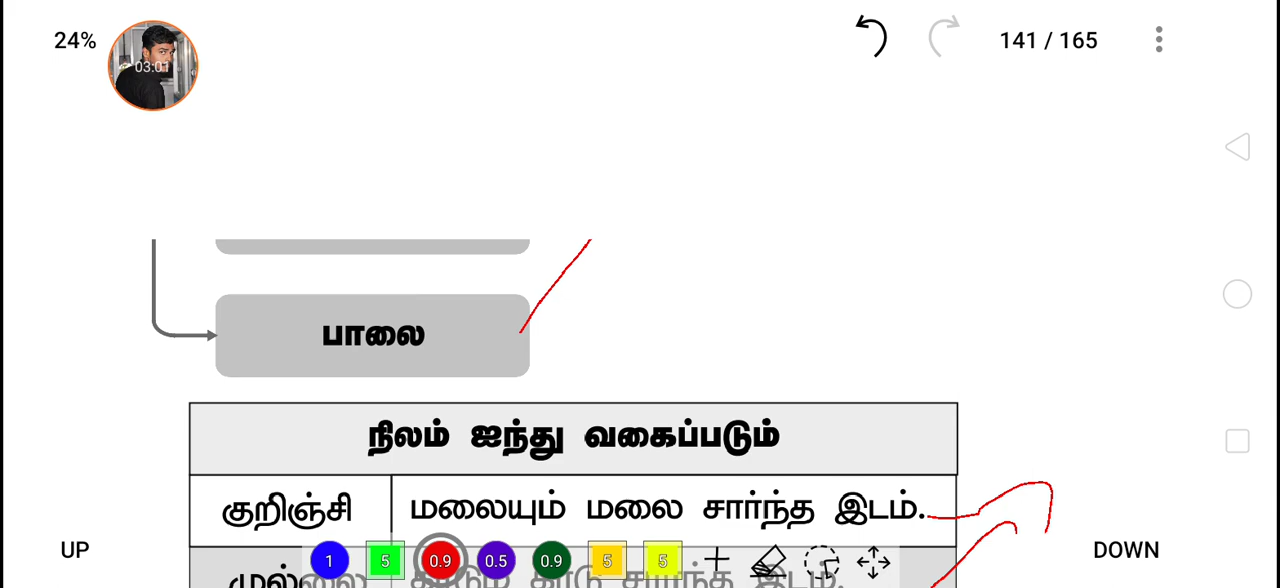 24%
03:01
141 / 165
பாலை
நிலம் ஐந்து வகைப்படும்
குறிஞ்சி மலையும் மலை சார்ந்த இடம்.
UP
1 5 0.9 0.5 0.9 5 5
DOWN
முல்லை காடும் காடு சார்ந்த இடம்.